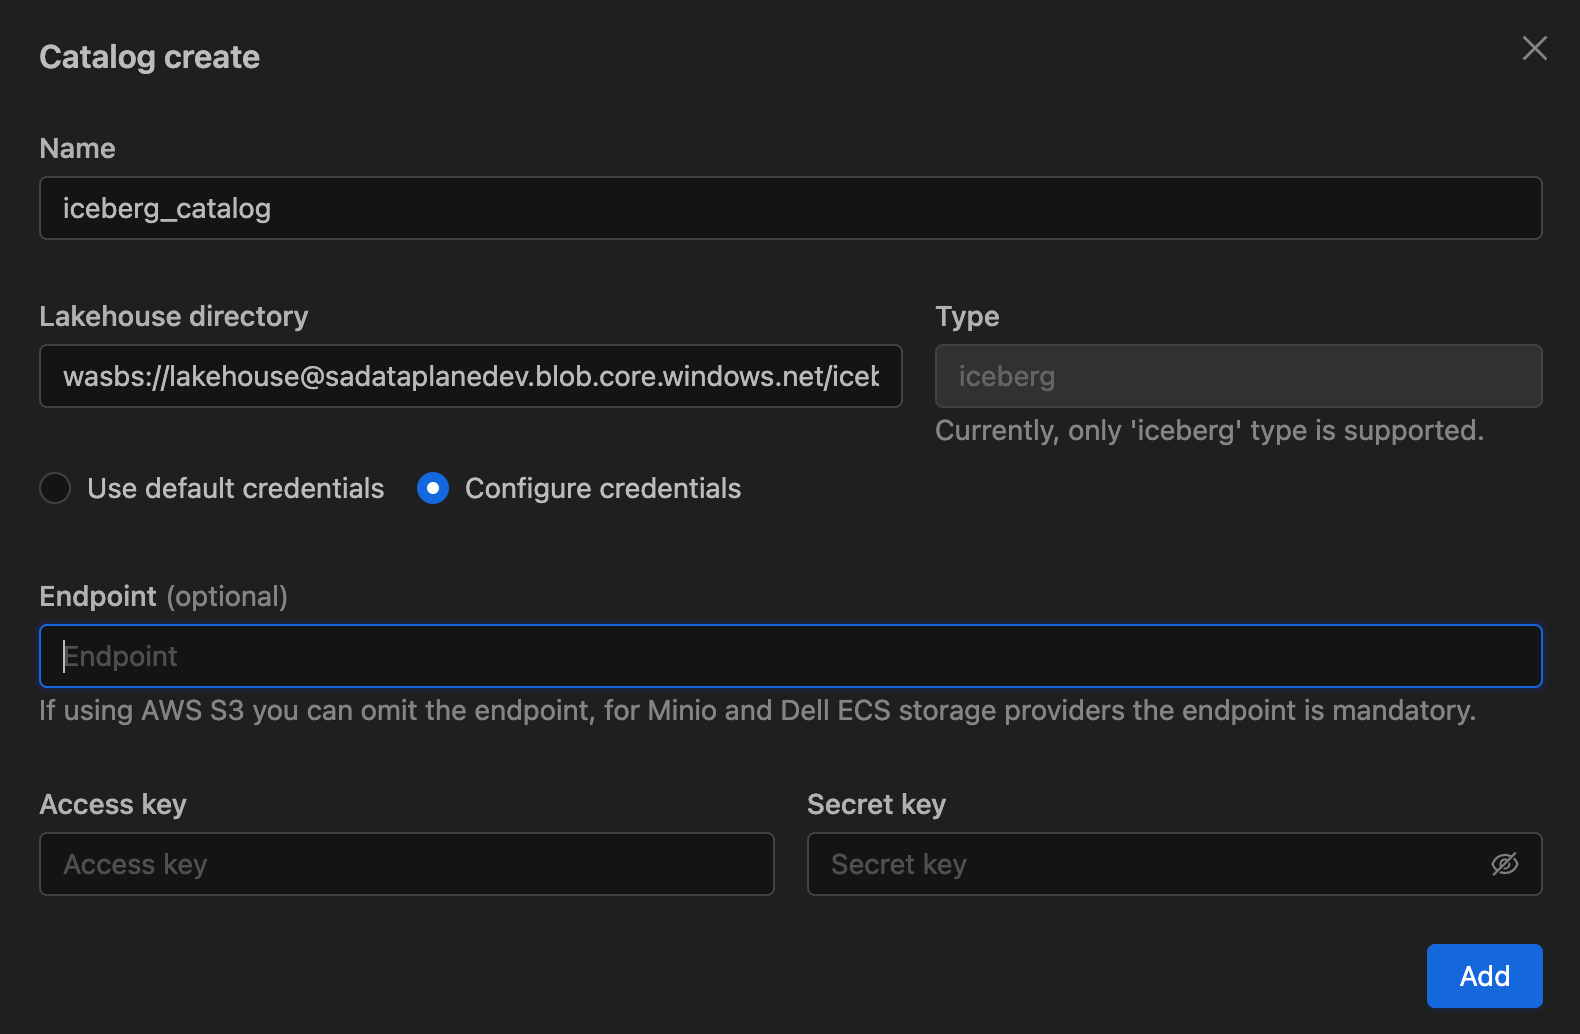 Catalog create
Name
iceberg_catalog
Lakehouse directory
Type
wasbs://lakehouse@sadataplanedev.blob.core.windows.net/iceb
iceberg
Currently, only 'iceberg' type is supported.
Use default credentials
Configure credentials
Endpoint (optional)
Endpoint
If using AWS S3 you can omit the endpoint, for Minio and Dell ECS storage providers the endpoint is mandatory.
Access key
Secret key
Access key
Secret key
Add